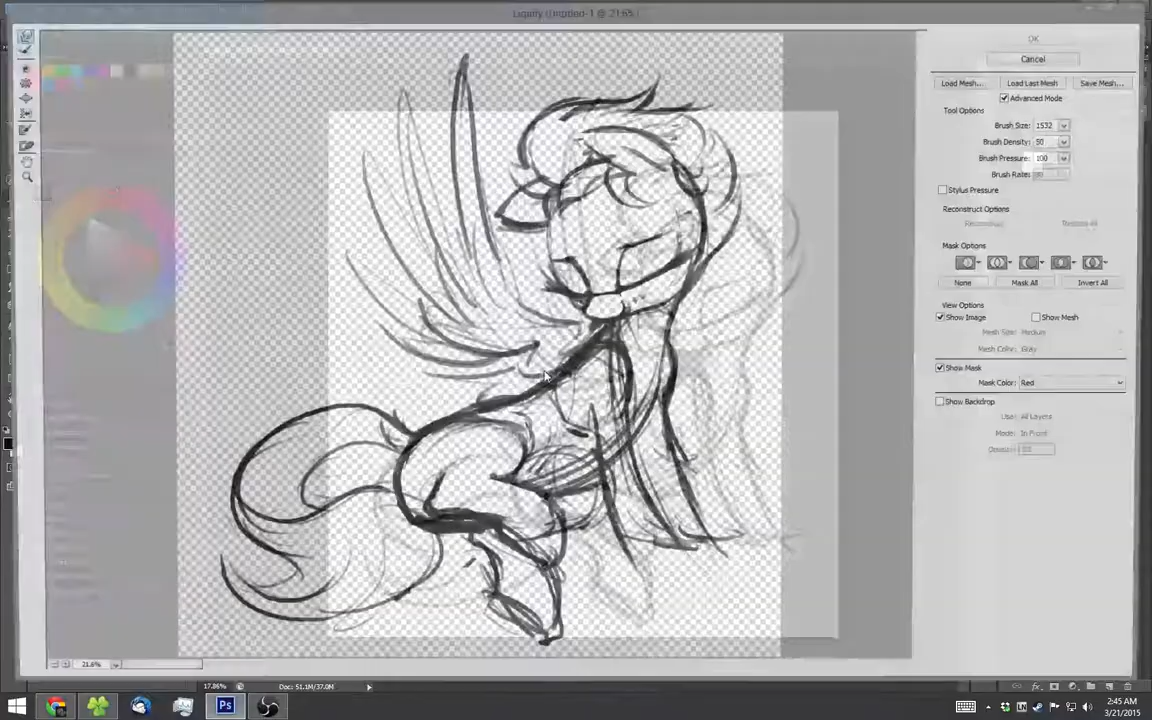 Liquify (Untitled-1 @ 21.6%)
OK
Cancel
Load Mesh...
Load Last Mesh
Save Mesh...
Advanced Mode
Tool Options
Brush Size: 1532
Brush Density: 50
Brush Pressure: 100
Brush Rate:
Stylus Pressure
Reconstruct Options
Mask Options
None
Mask All
Invert All
View Options
Show Image
Show Mesh
Mesh Size: Medium
Mesh Color: Gray
Show Mask
Mask Color: Red
Show Backdrop
Use: All Layers
Mode: In Front
21.6%
17.86%
Doc: 51.1M/37.0M
Ps
2:45 AM
3/21/2015